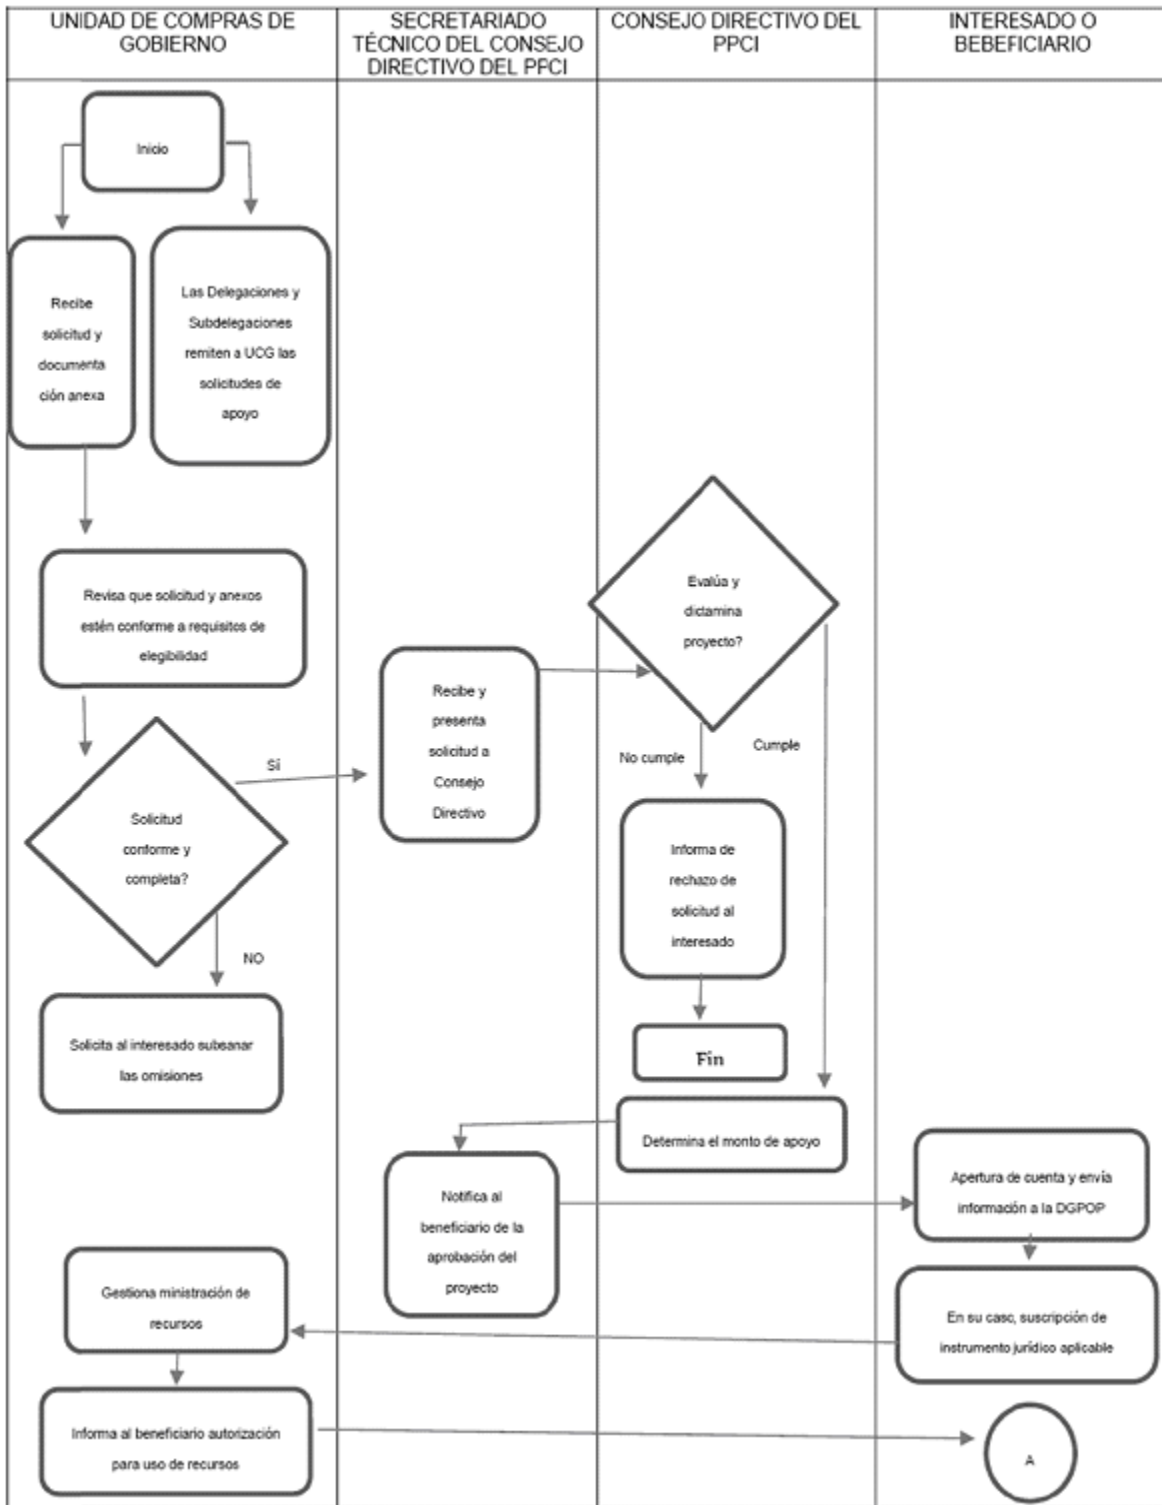 UNIDAD DE COMPRAS DE
GOBIERNO
SECRETARIADO
TÉCNICO DEL CONSEJO
DIRECTIVO DEL PPCI
CONSEJO DIRECTIVO DEL
PPCI
INTERESADO O
BEBEFICIARIO
Inicio
Recibe
solicitud y
documenta
ción anexa
Las Delegaciones y
Subdelegaciones
remiten a UCG las
solicitudes de
apoyo
Revisa que solicitud y anexos
estén conforme a requisitos de
elegibilidad
Solicitud
conforme y
completa?
Sí
NO
Solicita al interesado subsanar
las omisiones
Recibe y
presenta
solicitud a
Consejo
Directivo
Evalúa y
dictamina
proyecto?
No cumple
Cumple
Informa de
rechazo de
solicitud al
interesado
Fin
Determina el monto de apoyo
Notifica al
beneficiario de la
aprobación del
proyecto
Apertura de cuenta y envía
información a la DGPOP
En su caso, suscripción de
instrumento jurídico aplicable
Gestiona ministración de
recursos
Informa al beneficiario autorización
para uso de recursos
A